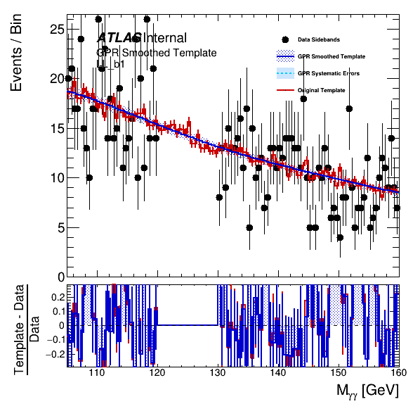 Events / Bin
25
20
15
10
5
0
ATLAS Internal
GPR Smoothed Template
Data Sidebands
GPR Smoothed Template
GPR Systematic Errors
Original Template
Template - Data
Data
0.2
0.1
0
−0.1
−0.2
110 120 130 140 150 160
Mγγ [GeV]